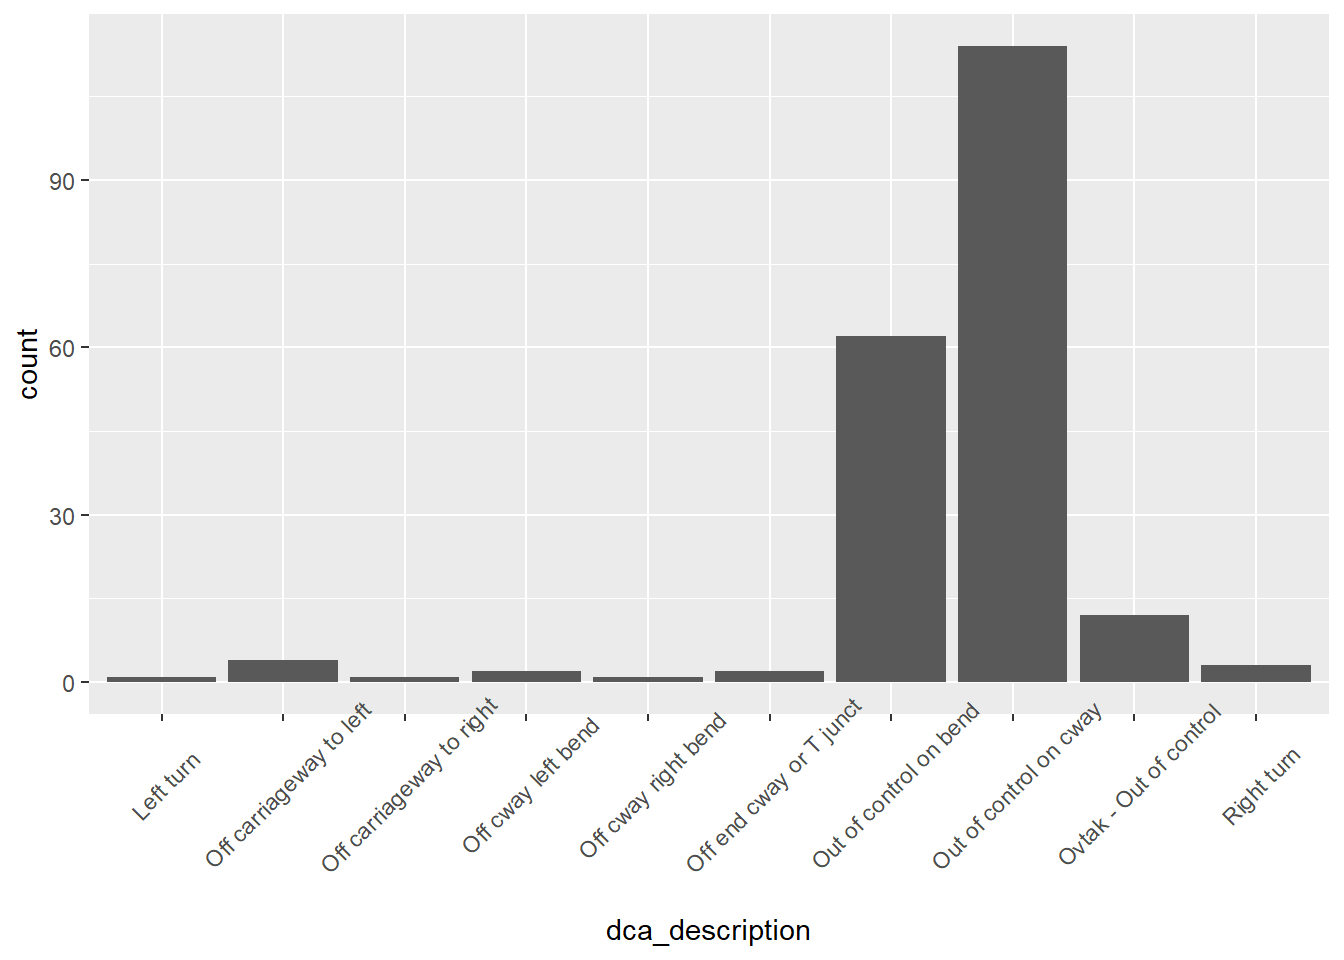 count
90
60
30
0
Left turn
Off carriageway to left
Off carriageway to right
Off cway left bend
Off cway right bend
Off end cway or T junct
Out of control on bend
Out of control on cway
Ovtak - Out of control
Right turn
dca_description